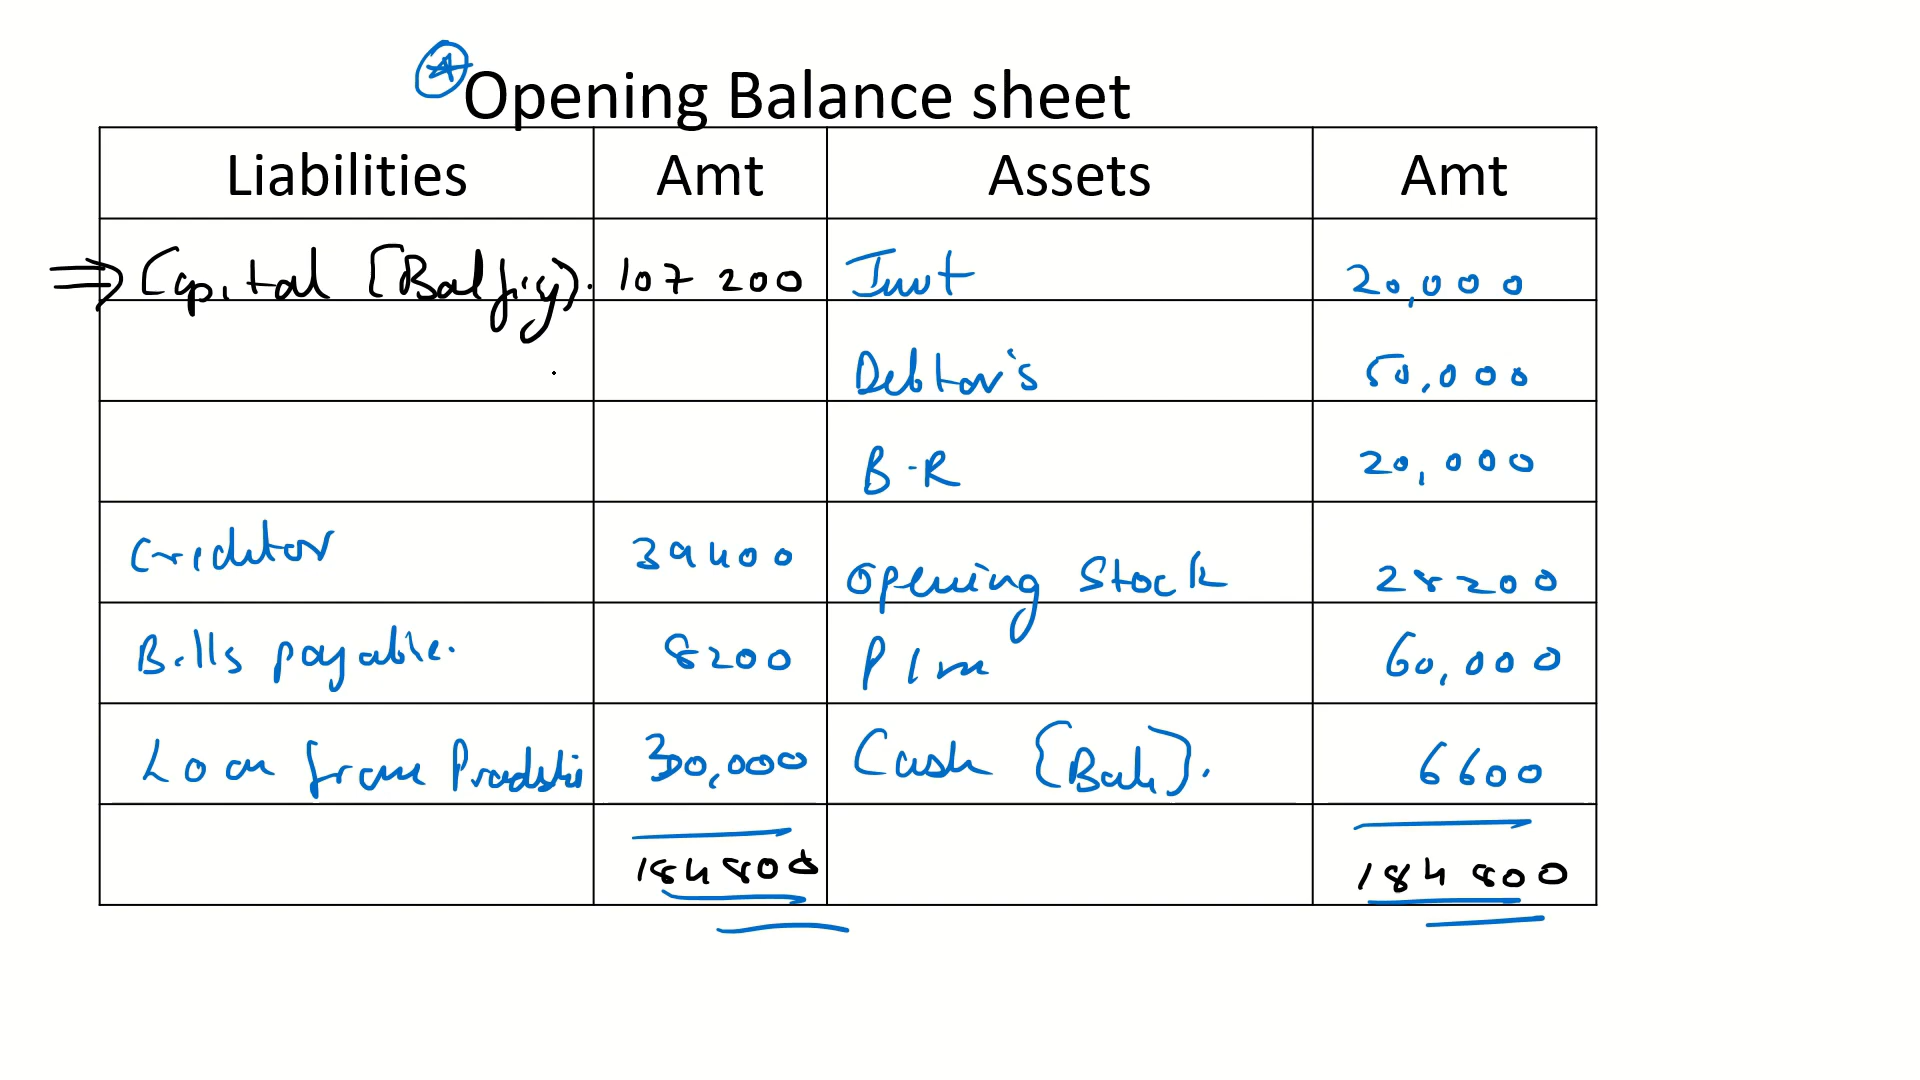 Opening Balance sheet
Liabilities Amt Assets Amt
⇒ Capital [Bal fig). 107 200 Invt 20,000
Debtor's 50,000
B-R 20,000
Creditor 39400 Opening Stock 28200
Bills payable. 8200 P/m 60,000
Loan from 30,000 Cash 6600
184800 184800